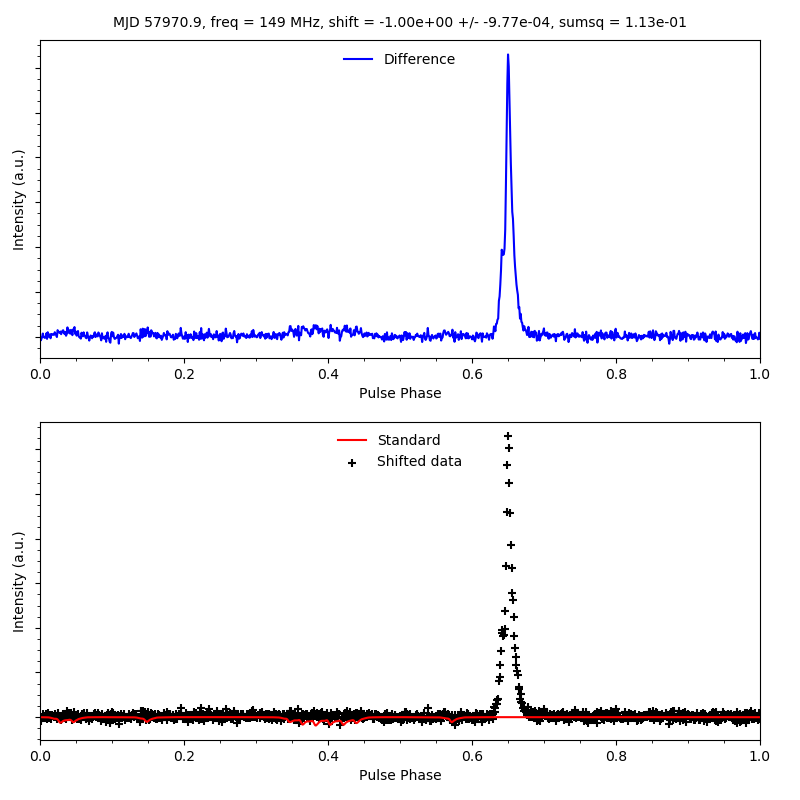 MJD 57970.9, freq = 149 MHz, shift = -1.00e+00 +/- -9.77e-04, sumsq = 1.13e-01
Difference
Intensity (a.u.)
0.0 0.2 0.4 0.6 0.8 1.0
Pulse Phase
Standard
Shifted data
Intensity (a.u.)
0.0 0.2 0.4 0.6 0.8 1.0
Pulse Phase